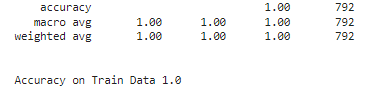 accuracy 1.00 792
macro avg 1.00 1.00 1.00 792
weighted avg 1.00 1.00 1.00 792
Accuracy on Train Data 1.0